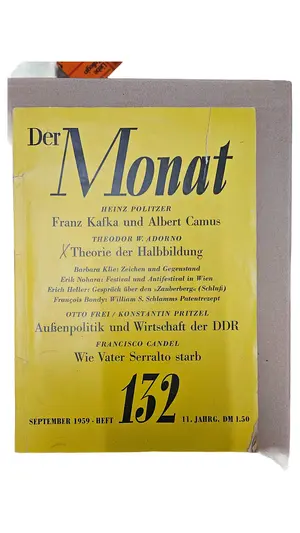 Der Monat
HEINZ POLITZER
Franz Kafka und Albert Camus
THEODOR W. ADORNO
X Theorie der Halbbildung
Barbara Klie: Zeichen und Gegenstand
Erik Nohara: Festival und Antifestival in Wien
Erich Heller: Gespräch über den »Zauberberg« (Schluß)
François Bondy: William S. Schlamms Patentrezept
OTTO FREI / KONSTANTIN PRITZEL
Außenpolitik und Wirtschaft der DDR
FRANCISCO CANDEL
Wie Vater Serralto starb
SEPTEMBER 1959 · HEFT 132 11. JAHRG. DM 1.50